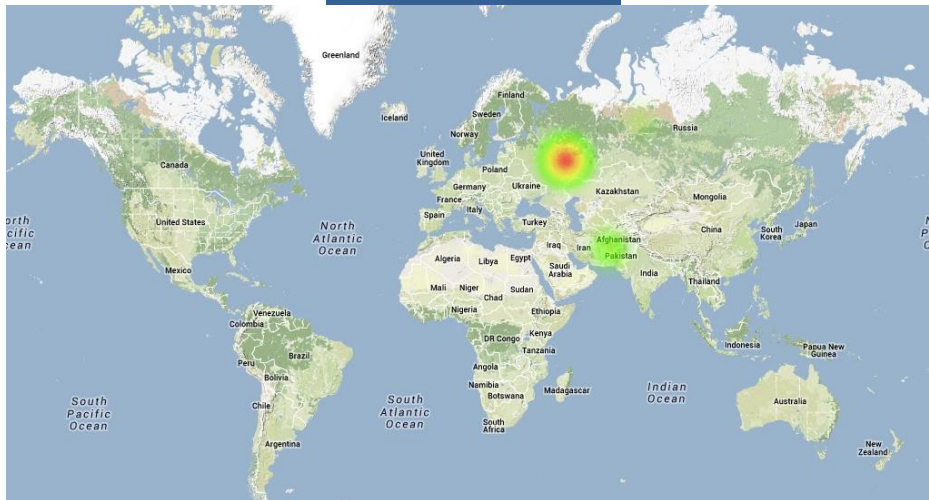 Greenland
Iceland
Finland
Sweden
Norway
Russia
Canada
United
Kingdom
Poland
Germany
Ukraine
Kazakhstan
France
Mongolia
Italy
Spain
Turkey
United States
North
Atlantic
Ocean
China
South
Korea
Japan
orth
cific
ean
Iraq
Iran
Afghanistan
Pakistan
Algeria
Libya
Egypt
Saudi
Arabia
India
Mexico
Mali
Niger
Chad
Sudan
Thailand
Nigeria
Ethiopia
Venezuela
Colombia
DR Congo
Kenya
Tanzania
Indonesia
Papua New
Guinea
Peru
Brazil
Bolivia
Angola
Namibia
Botswana
Madagascar
Indian
Ocean
South
Pacific
Ocean
Chile
South
Atlantic
Ocean
South
Africa
Australia
Argentina
New
Zealand